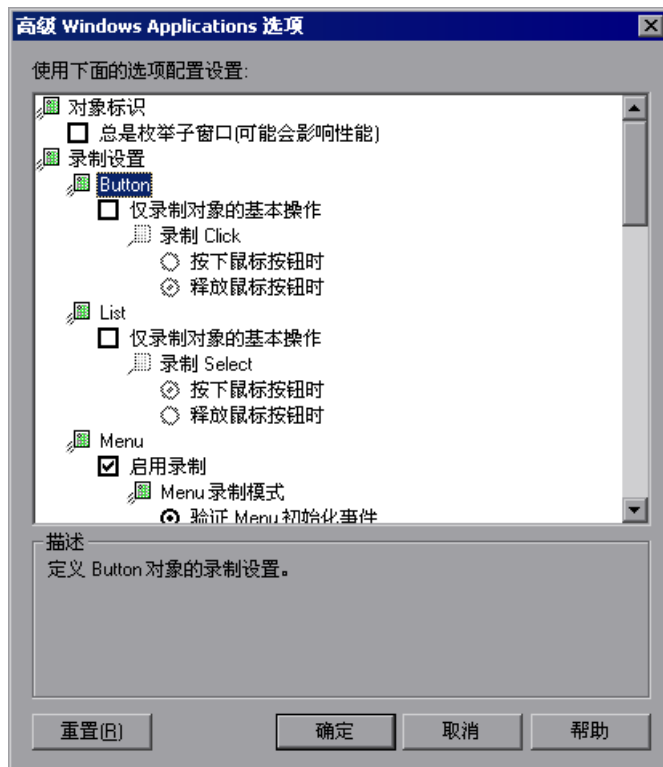 高级 Windows Applications 选项
使用下面的选项配置设置:
对象标识
总是枚举子窗口(可能会影响性能)
录制设置
Button
仅录制对象的基本操作
录制 Click
按下鼠标按钮时
释放鼠标按钮时
List
仅录制对象的基本操作
录制 Select
按下鼠标按钮时
释放鼠标按钮时
Menu
启用录制
Menu 录制模式
验证 Menu 初始化事件
描述
定义 Button 对象的录制设置。
重置(R) 确定 取消 帮助